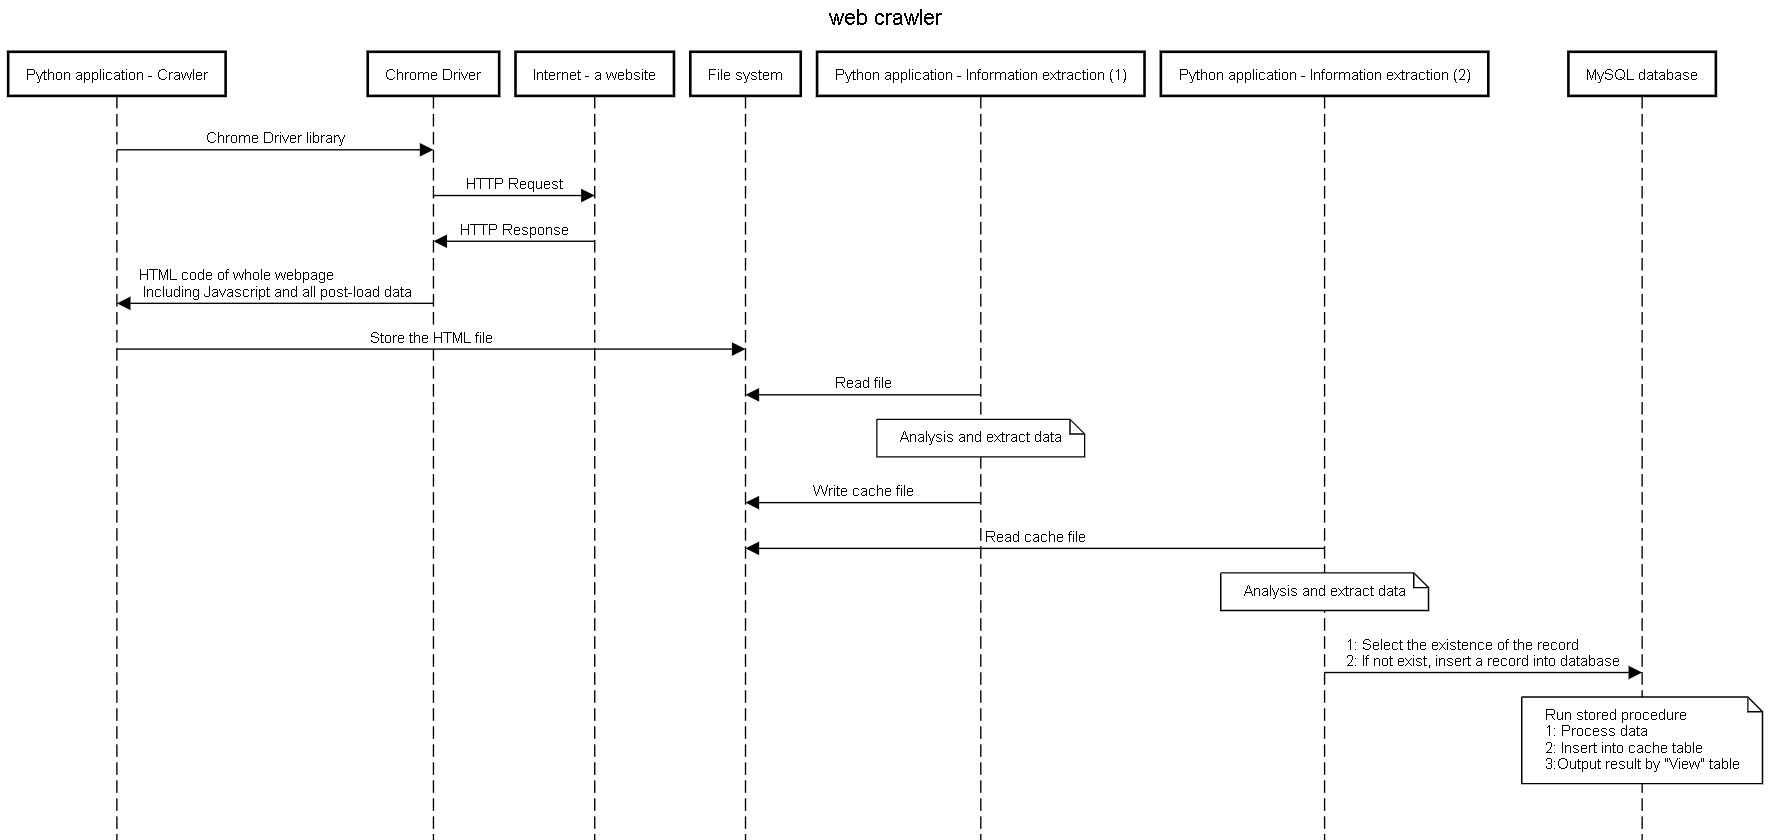 web crawler
Python application - Crawler
Chrome Driver
Internet - a website
File system
Python application - Information extraction (1)
Python application - Information extraction (2)
MySQL database
Chrome Driver library
HTTP Request
HTTP Response
HTML code of whole webpage
Including Javascript and all post-load data
Store the HTML file
Read file
Analysis and extract data
Write cache file
Read cache file
Analysis and extract data
1: Select the existence of the record
2: If not exist, insert a record into database
Run stored procedure
1: Process data
2: Insert into cache table
3:Output result by "View" table